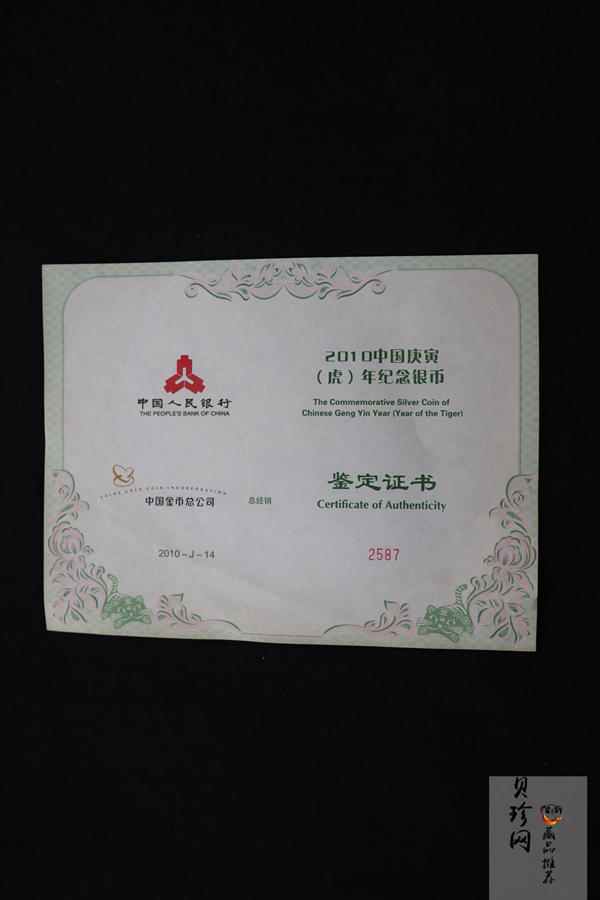 中国人民银行
THE PEOPLE'S BANK OF CHINA
2010中国庚寅
（虎）年纪念银币
The Commemorative Silver Coin of
Chinese Geng Yin Year (Year of the Tiger)
CHINA GOLD COIN INCORPORATION
中国金币总公司
总经销
鉴定证书
Certificate of Authenticity
2010-J-14
2587
贝珍网
藏品推荐